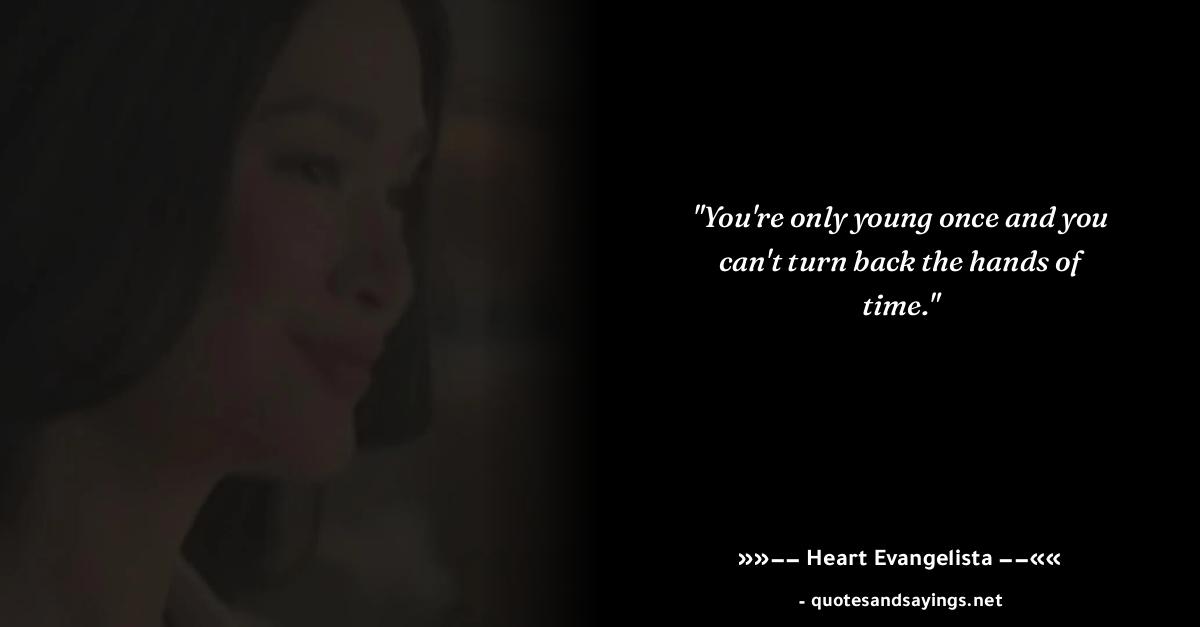 "You're only young once and you
can't turn back the hands of
time."
»»−− Heart Evangelista −−««
- quotesandsayings.net